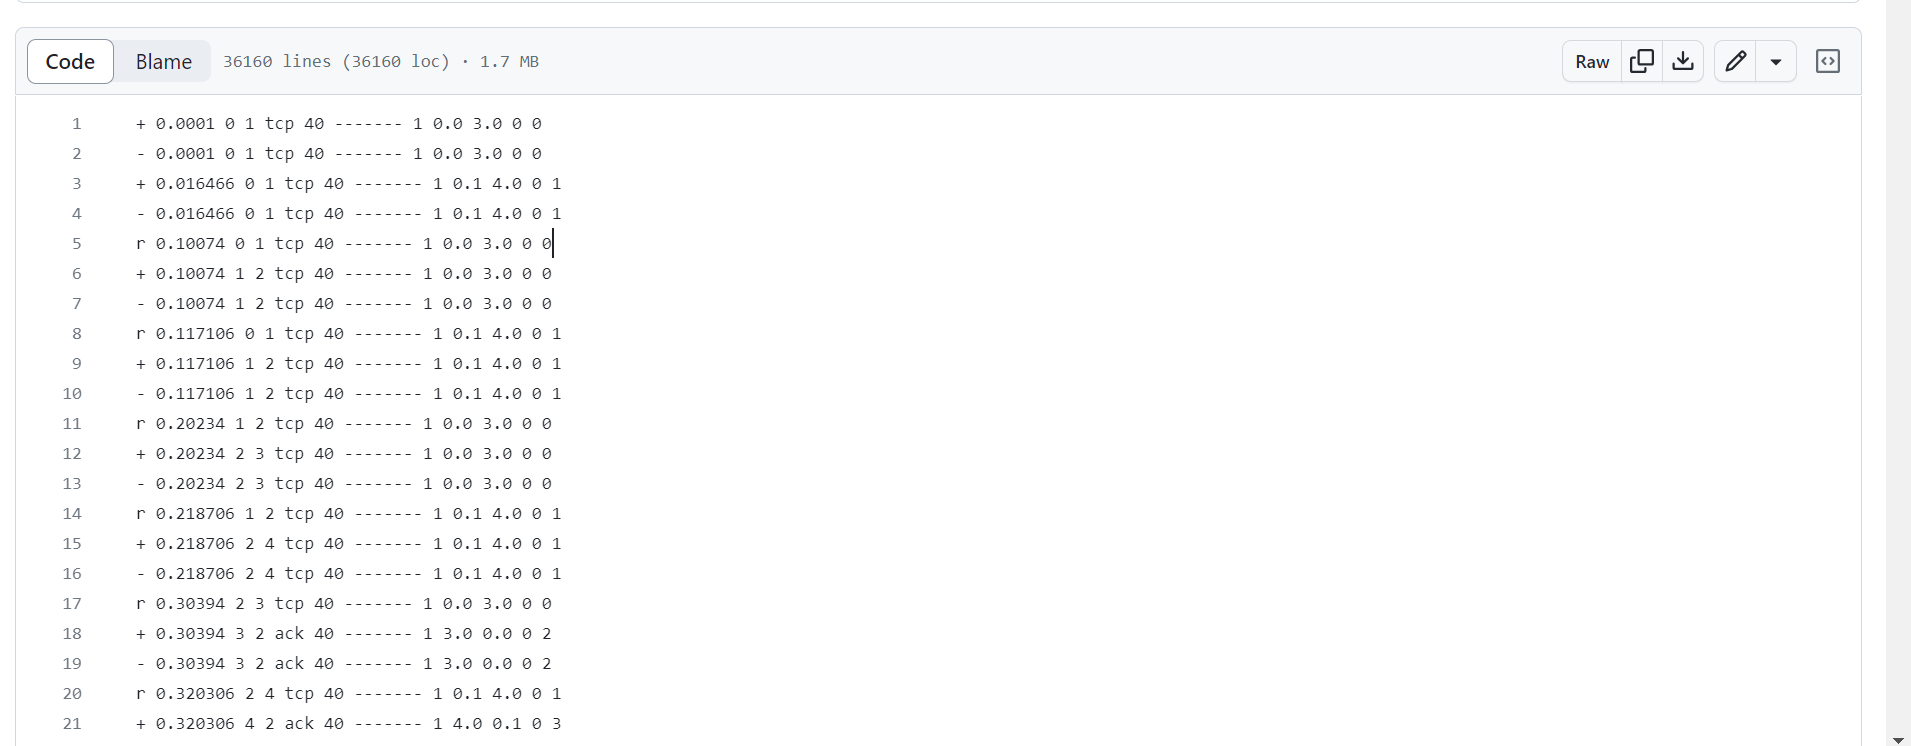 Code Blame 36160 lines (36160 loc) · 1.7 MB Raw
1 + 0.0001 0 1 tcp 40 ------- 1 0.0 3.0 0 0
2 - 0.0001 0 1 tcp 40 ------- 1 0.0 3.0 0 0
3 + 0.016466 0 1 tcp 40 ------- 1 0.1 4.0 0 1
4 - 0.016466 0 1 tcp 40 ------- 1 0.1 4.0 0 1
5 r 0.10074 0 1 tcp 40 ------- 1 0.0 3.0 0 0
6 + 0.10074 1 2 tcp 40 ------- 1 0.0 3.0 0 0
7 - 0.10074 1 2 tcp 40 ------- 1 0.0 3.0 0 0
8 r 0.117106 0 1 tcp 40 ------- 1 0.1 4.0 0 1
9 + 0.117106 1 2 tcp 40 ------- 1 0.1 4.0 0 1
10 - 0.117106 1 2 tcp 40 ------- 1 0.1 4.0 0 1
11 r 0.20234 1 2 tcp 40 ------- 1 0.0 3.0 0 0
12 + 0.20234 2 3 tcp 40 ------- 1 0.0 3.0 0 0
13 - 0.20234 2 3 tcp 40 ------- 1 0.0 3.0 0 0
14 r 0.218706 1 2 tcp 40 ------- 1 0.1 4.0 0 1
15 + 0.218706 2 4 tcp 40 ------- 1 0.1 4.0 0 1
16 - 0.218706 2 4 tcp 40 ------- 1 0.1 4.0 0 1
17 r 0.30394 2 3 tcp 40 ------- 1 0.0 3.0 0 0
18 + 0.30394 3 2 ack 40 ------- 1 3.0 0.0 0 2
19 - 0.30394 3 2 ack 40 ------- 1 3.0 0.0 0 2
20 r 0.320306 2 4 tcp 40 ------- 1 0.1 4.0 0 1
21 + 0.320306 4 2 ack 40 ------- 1 4.0 0.1 0 3